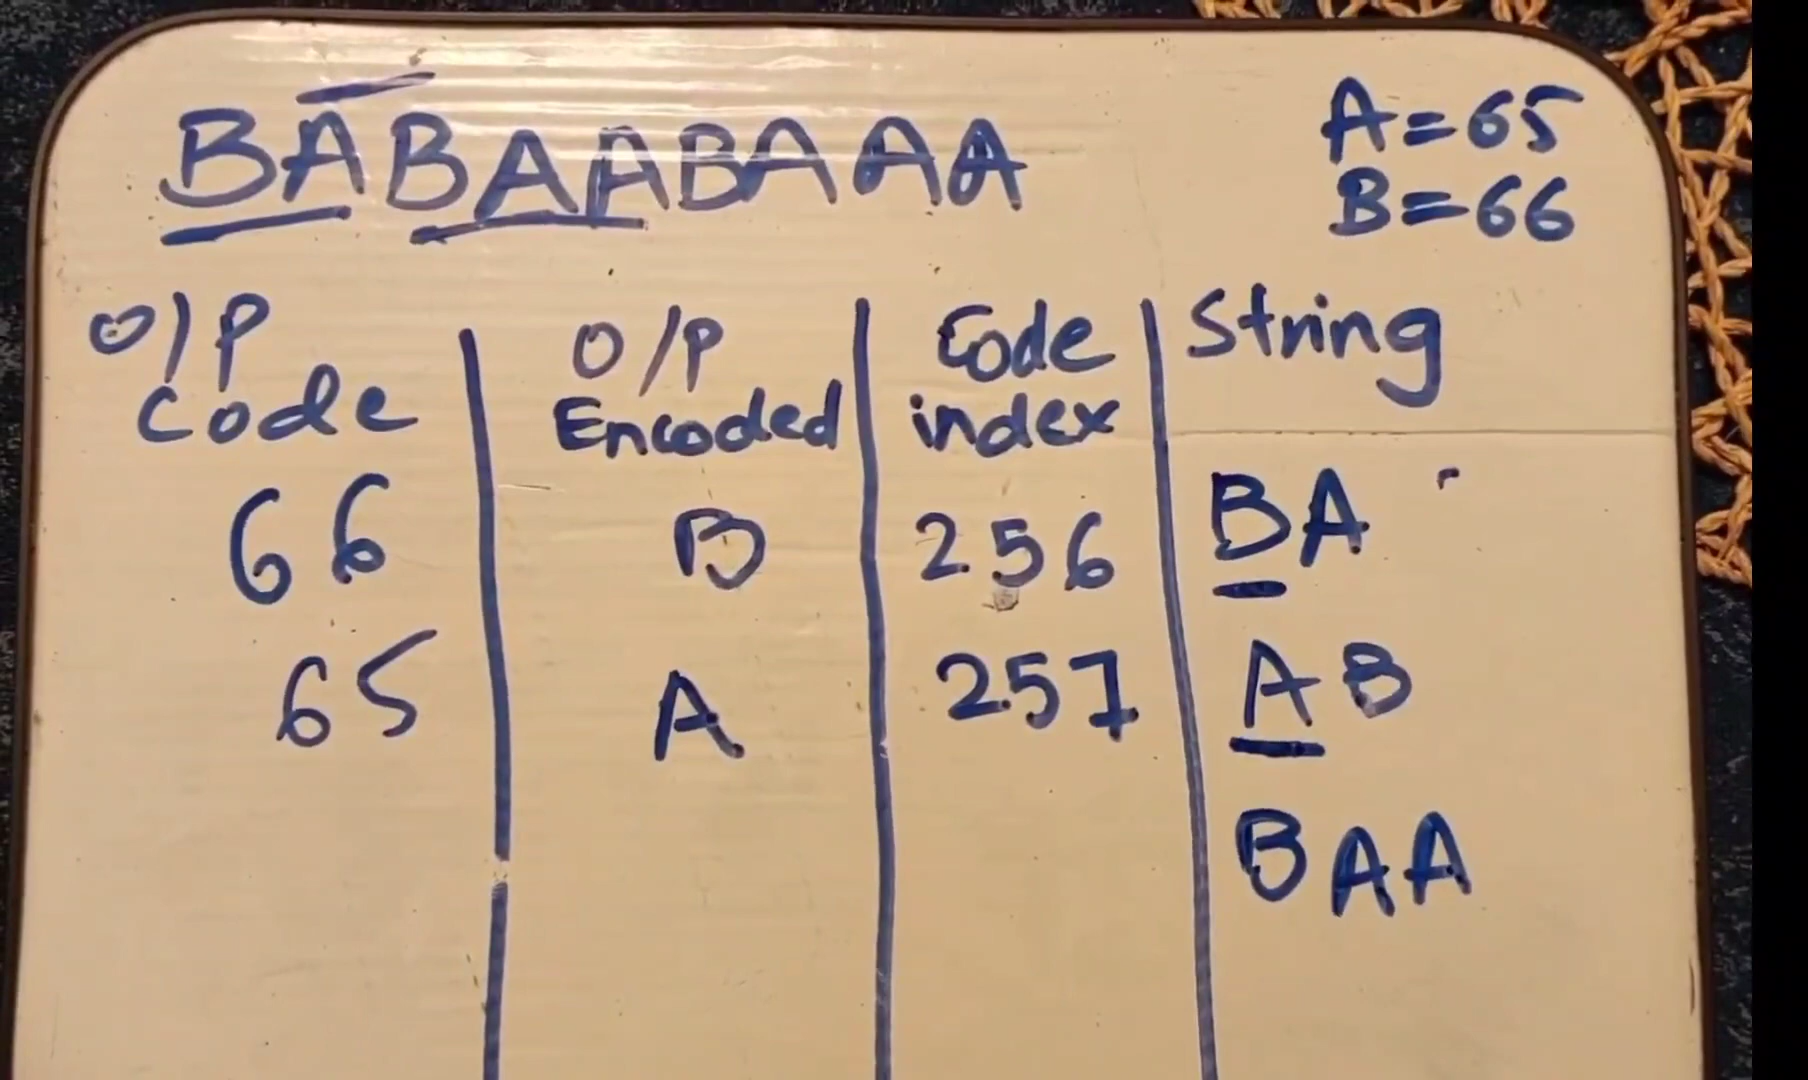 BABAABAAA
A=65
B=66
O/P Code | O/P Encoded | Code index | String
66 | B | 256 | BA
65 | A | 257 | AB
BAA